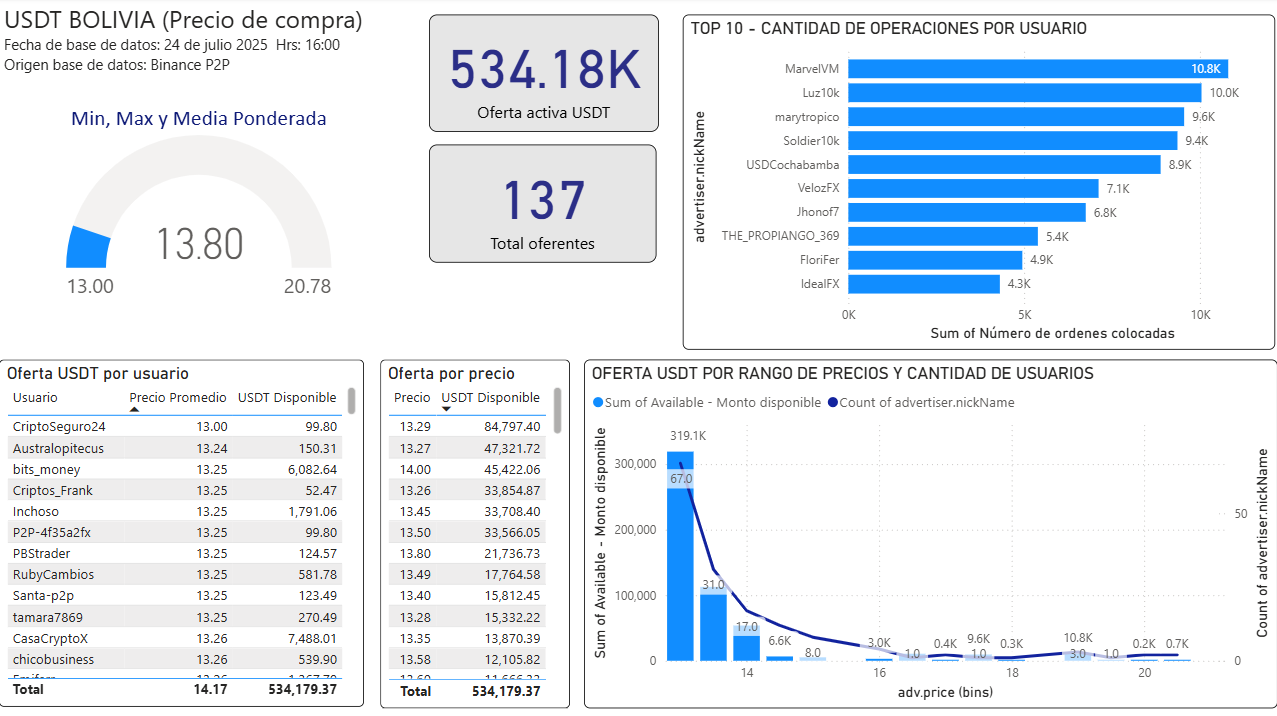 USDT BOLIVIA (Precio de compra)
Fecha de base de datos: 24 de julio 2025 Hrs: 16:00
Origen base de datos: Binance P2P
Min, Max y Media Ponderada
13.80
13.00
20.78
534.18K
Oferta activa USDT
137
Total oferentes
TOP 10 - CANTIDAD DE OPERACIONES POR USUARIO
advertiser.nickName
MarvelVM 10.8K
Luz10k 10.0K
marytropico 9.6K
Soldier10k 9.4K
USDCochabamba 8.9K
VelozFX 7.1K
Jhonof7 6.8K
THE_PROPIANGO_369 5.4K
FloriFer 4.9K
IdealFX 4.3K
0K 5K 10K
Sum of Número de ordenes colocadas
Oferta USDT por usuario
Usuario Precio Promedio USDT Disponible
CriptoSeguro24 13.00 99.80
Australopitecus 13.24 150.31
bits_money 13.25 6,082.64
Criptos_Frank 13.25 52.47
Inchoso 13.25 1,791.06
P2P-4f35a2fx 13.25 99.80
PBStrader 13.25 124.57
RubyCambios 13.25 581.78
Santa-p2p 13.25 123.49
tamara7869 13.25 270.49
CasaCryptoX 13.26 7,488.01
chicobusiness 13.26 539.90
Total 14.17 534,179.37
Oferta por precio
Precio USDT Disponible
13.29 84,797.40
13.27 47,321.72
14.00 45,422.06
13.26 33,854.87
13.45 33,708.40
13.50 33,566.05
13.80 21,736.73
13.49 17,764.58
13.40 15,812.45
13.28 15,332.22
13.35 13,870.39
13.58 12,105.82
Total 534,179.37
OFERTA USDT POR RANGO DE PRECIOS Y CANTIDAD DE USUARIOS
Sum of Available - Monto disponible Count of advertiser.nickName
Sum of Available - Monto disponible
300,000
200,000
100,000
0
319.1K
67.0
31.0
17.0
6.6K
8.0
3.0K
1.0
0.4K
9.6K
1.0
0.3K
10.8K
3.0
1.0
0.2K
0.7K
50
0
Count of advertiser.nickName
14 16 18 20
adv.price (bins)